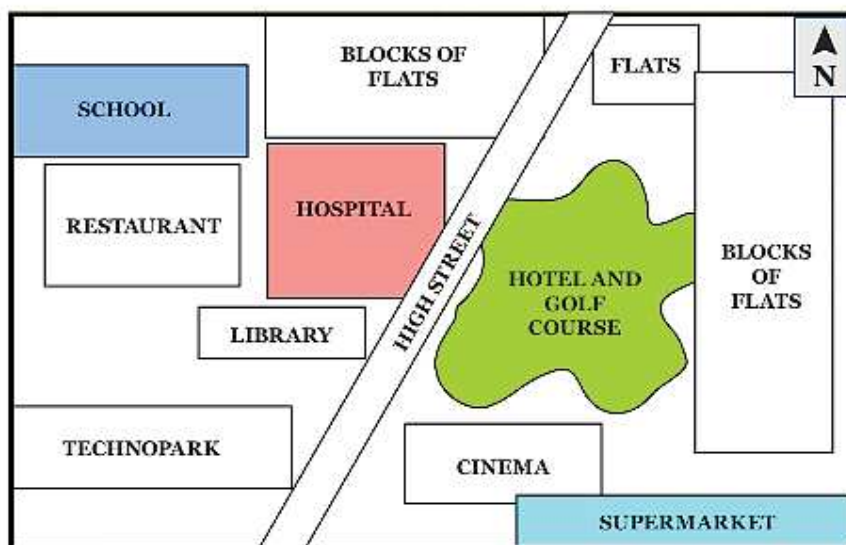 BLOCKS OF
FLATS
FLATS
N
SCHOOL
RESTAURANT
HOSPITAL
HIGH STREET
HOTEL AND
GOLF
COURSE
BLOCKS
OF
FLATS
LIBRARY
TECHNOPARK
CINEMA
SUPERMARKET